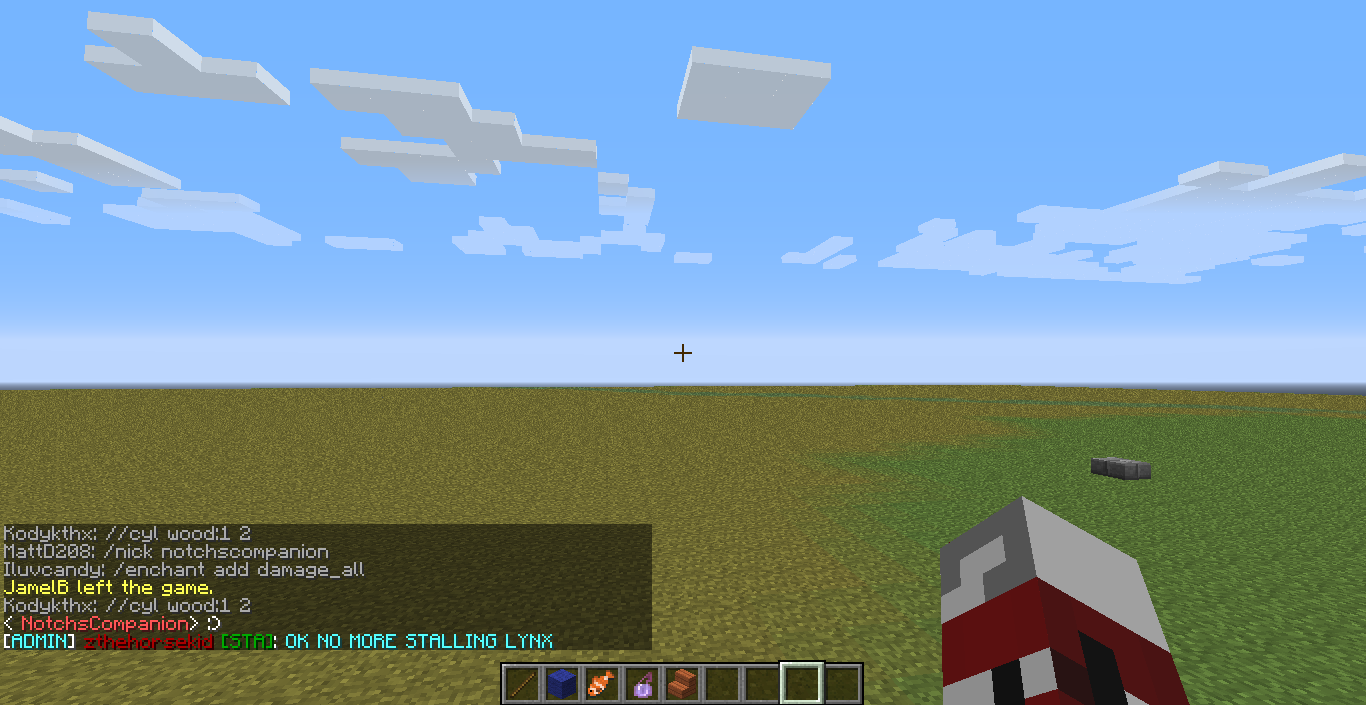 Kodykthx: //cyl wood:1 2
MattD208: /nick notchscompanion
Iluvcandy: /enchant add damage_all
JamelB left the game.
Kodykthx: //cyl wood:1 2
< NotchsCompanion> :D
[ADMIN] zthehorsekid [STA]: OK NO MORE STALLING LYNX